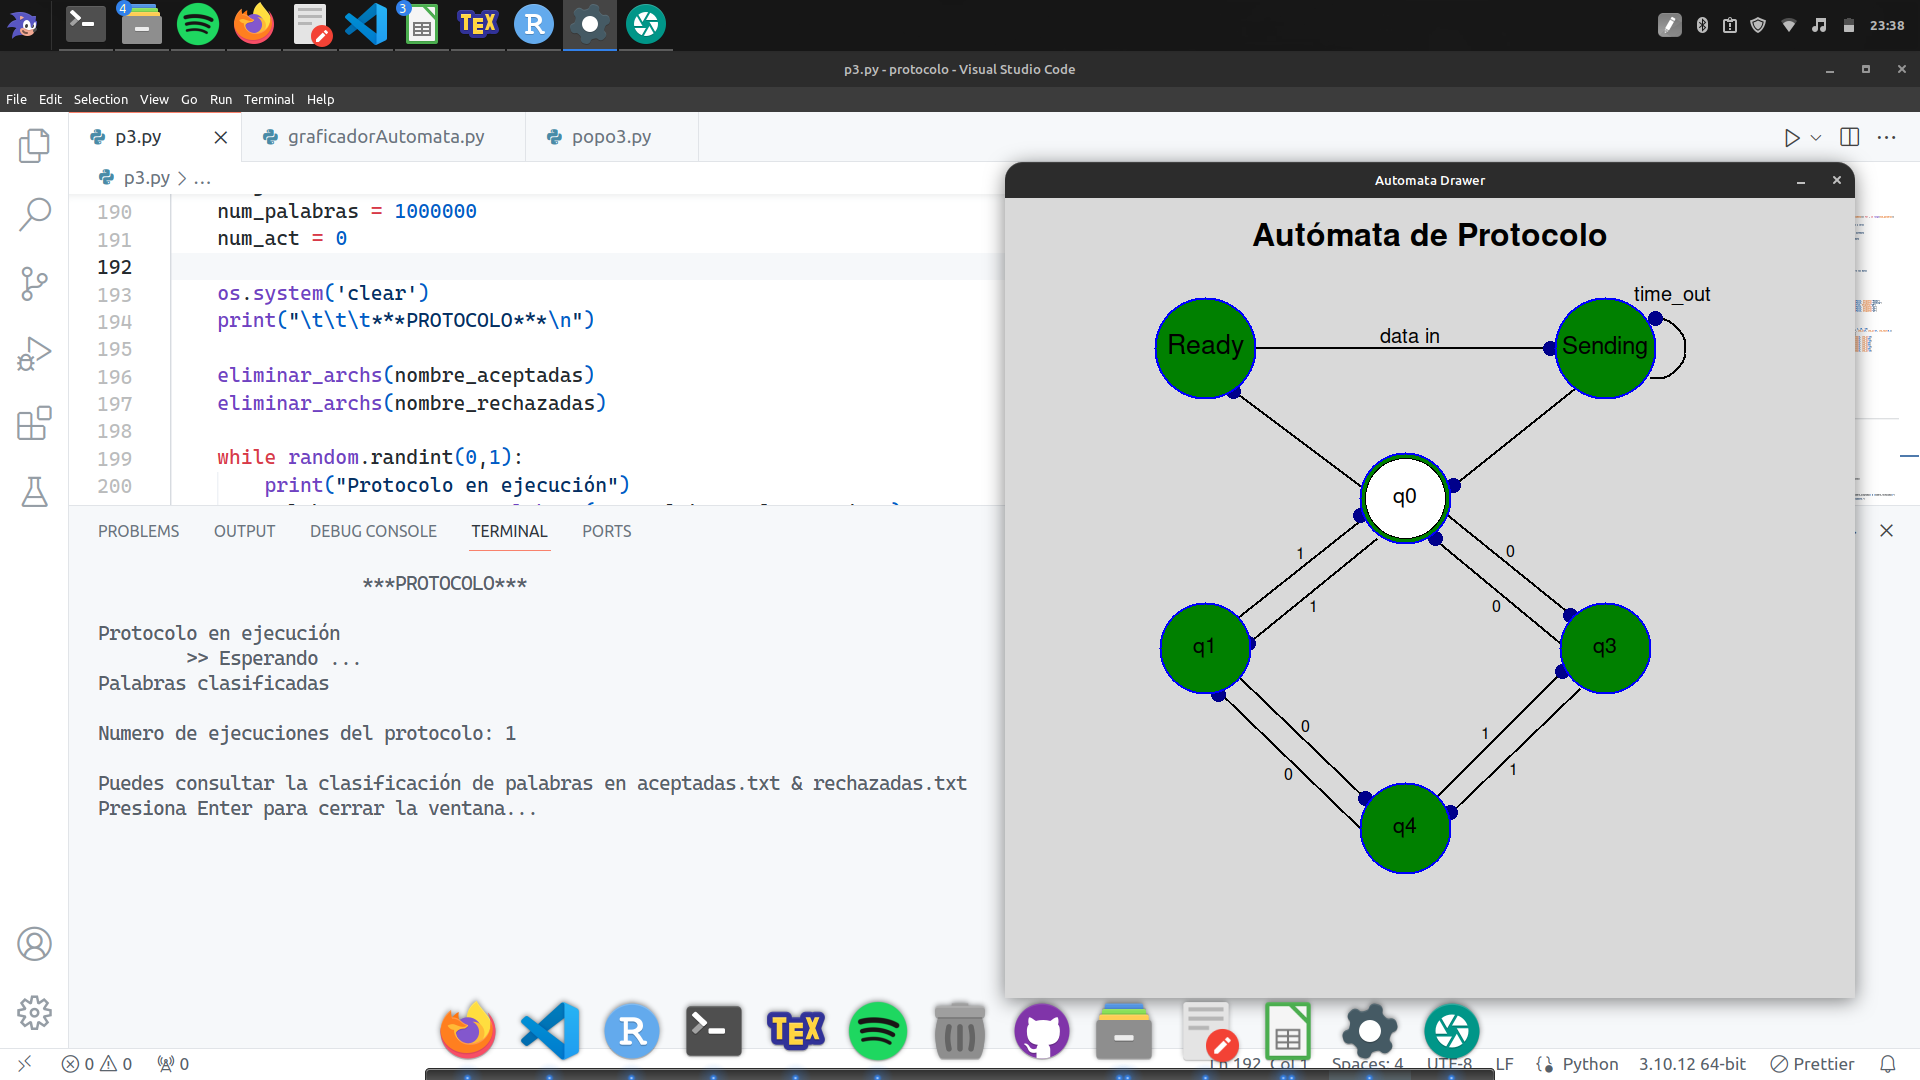 4
3
TEX
R
23:38
p3.py - protocolo - Visual Studio Code
File Edit Selection View Go Run Terminal Help
p3.py
graficadorAutomata.py
popo3.py
p3.py > ...
190 num_palabras = 1000000
191 num_act = 0
192
193 os.system('clear')
194 print("\t\t\t***PROTOCOLO***\n")
195
196 eliminar_archs(nombre_aceptadas)
197 eliminar_archs(nombre_rechazadas)
198
199 while random.randint(0,1):
200 print("Protocolo en ejecución")
PROBLEMS OUTPUT DEBUG CONSOLE TERMINAL PORTS
***PROTOCOLO***
Protocolo en ejecución
>> Esperando ...
Palabras clasificadas
Numero de ejecuciones del protocolo: 1
Puedes consultar la clasificación de palabras en aceptadas.txt & rechazadas.txt
Presiona Enter para cerrar la ventana...
Automata Drawer
Autómata de Protocolo
time_out
Ready
data in
Sending
q0
1
0
1
0
q1
q3
0
1
0
1
q4
R
TEX
0 0 0
Ln 192, Col 1 Spaces: 4 UTF-8 LF Python 3.10.12 64-bit Prettier